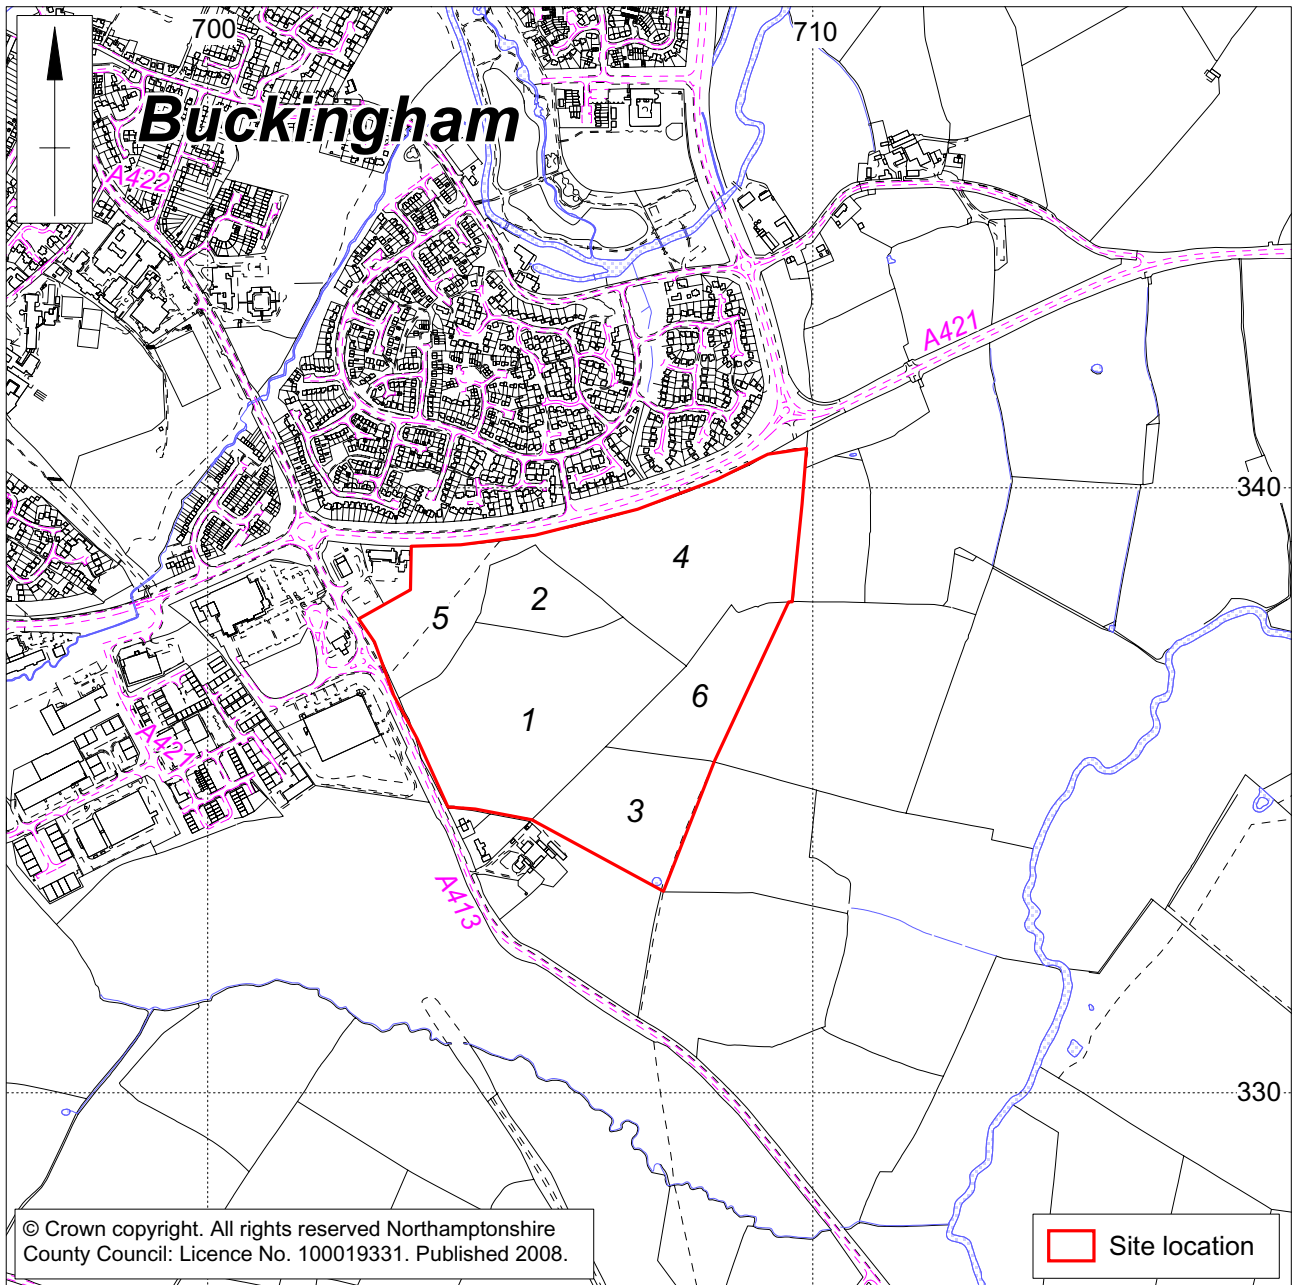 700
710
Buckingham
A422
A421
340
4
2
5
6
1
A421
3
A413
330
© Crown copyright. All rights reserved Northamptonshire
County Council: Licence No. 100019331. Published 2008.
Site location